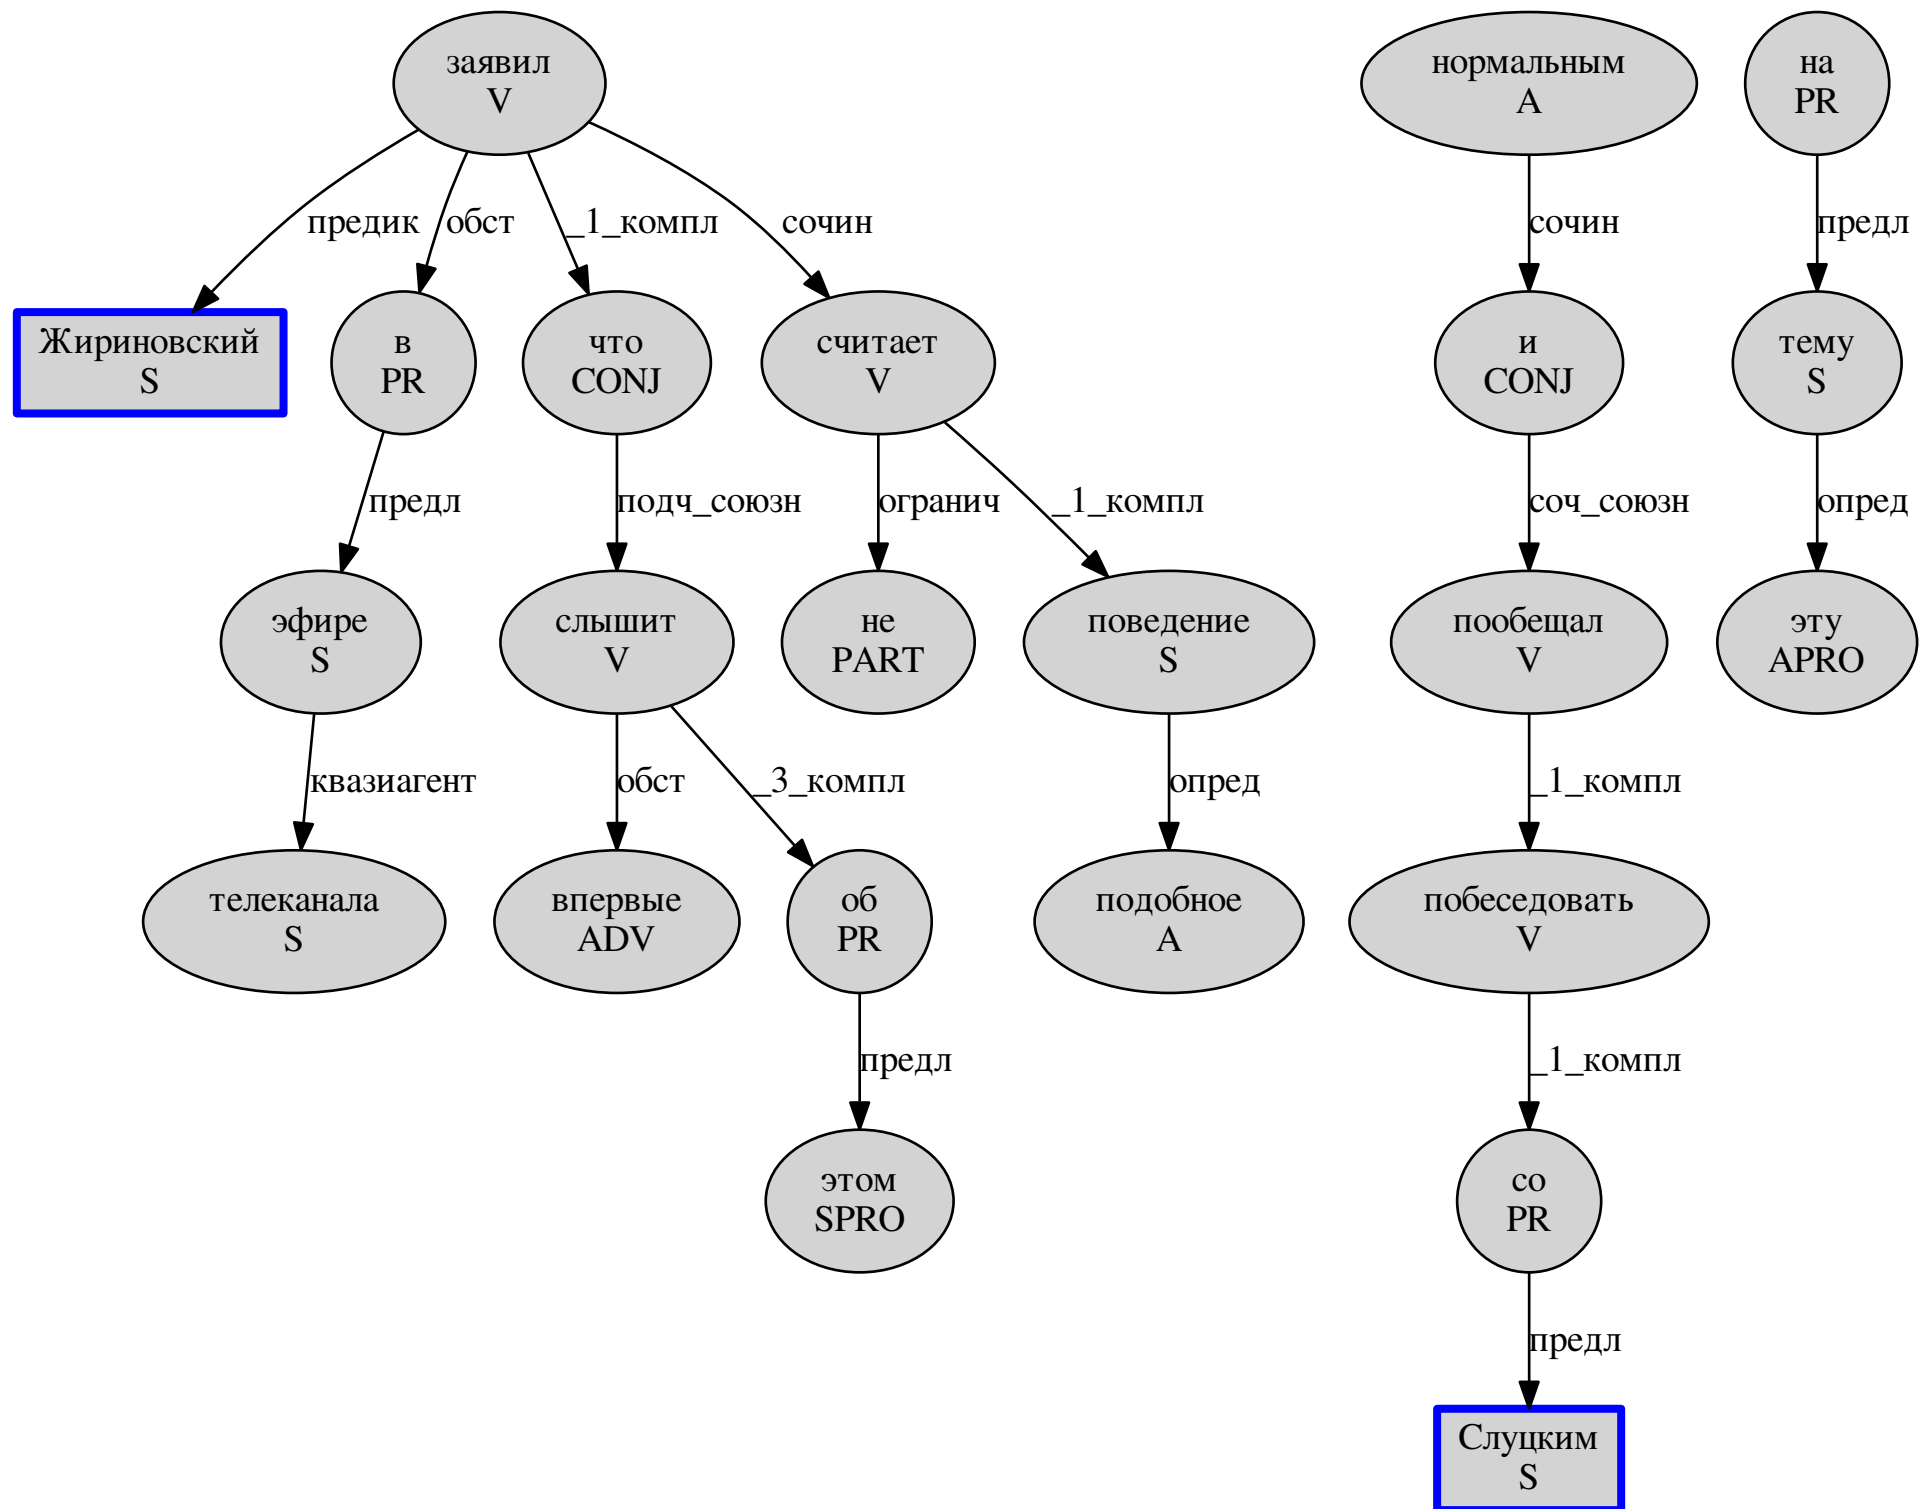 заявил
V
нормальным
A
на
PR
предик
обст
_1_компл
сочин
сочин
предл
Жириновский
S
в
PR
что
CONJ
считает
V
и
CONJ
тему
S
предл
подч_союзн
огранич
_1_компл
соч_союзн
опред
эфире
S
слышит
V
не
PART
поведение
S
пообещал
V
эту
APRO
квазиагент
обст
_3_компл
опред
_1_компл
телеканала
S
впервые
ADV
об
PR
подобное
A
побеседовать
V
предл
_1_компл
этом
SPRO
со
PR
предл
Слуцким
S